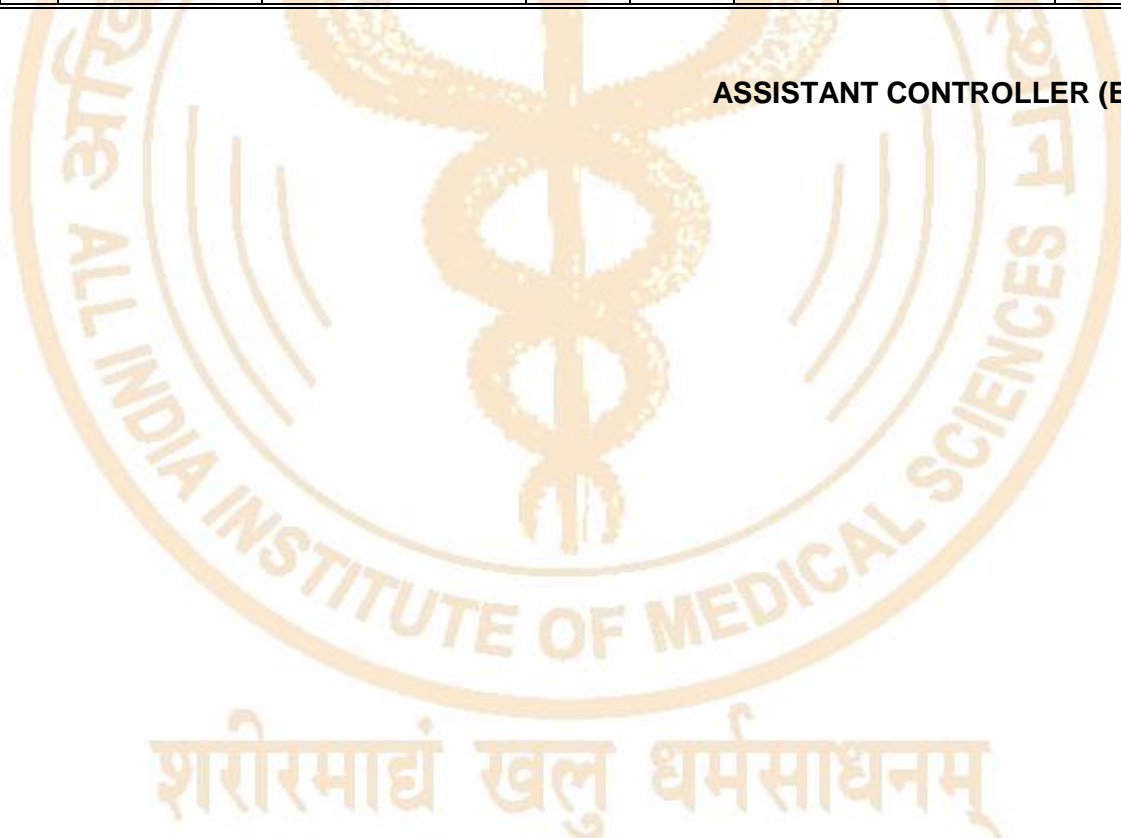 ASSISTANT CONTROLLER (E
ALL INDIA INSTITUTE OF MEDICAL SCIENCES
शरीरमाद्यं खलु धर्मसाधनम्